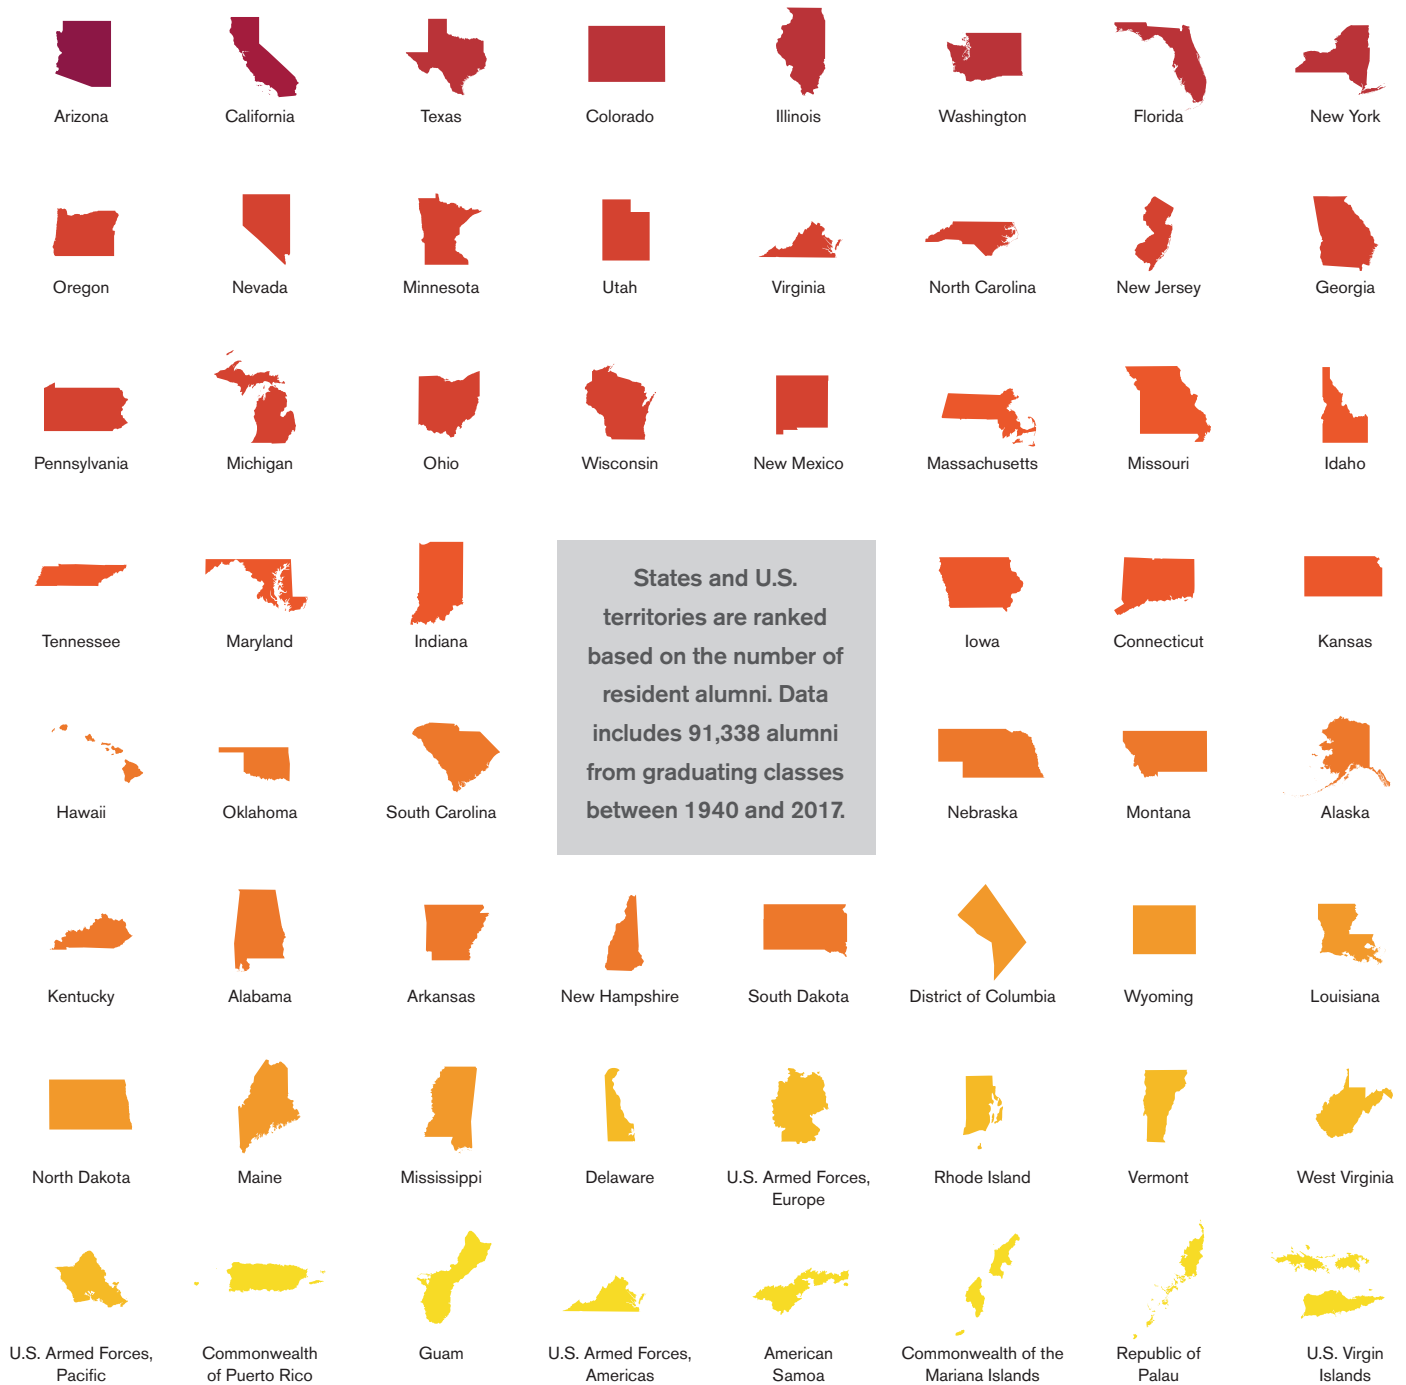 Arizona
California
Texas
Colorado
Illinois
Washington
Florida
New York
Oregon
Nevada
Minnesota
Utah
Virginia
North Carolina
New Jersey
Georgia
Pennsylvania
Michigan
Ohio
Wisconsin
New Mexico
Massachusetts
Missouri
Idaho
Tennessee
Maryland
Indiana
States and U.S.
territories are ranked
based on the number of
resident alumni. Data
includes 91,338 alumni
from graduating classes
between 1940 and 2017.
Iowa
Connecticut
Kansas
Hawaii
Oklahoma
South Carolina
Nebraska
Montana
Alaska
Kentucky
Alabama
Arkansas
New Hampshire
South Dakota
District of Columbia
Wyoming
Louisiana
North Dakota
Maine
Mississippi
Delaware
U.S. Armed Forces,
Europe
Rhode Island
Vermont
West Virginia
U.S. Armed Forces,
Pacific
Commonwealth
of Puerto Rico
Guam
U.S. Armed Forces,
Americas
American
Samoa
Commonwealth of the
Mariana Islands
Republic of
Palau
U.S. Virgin
Islands